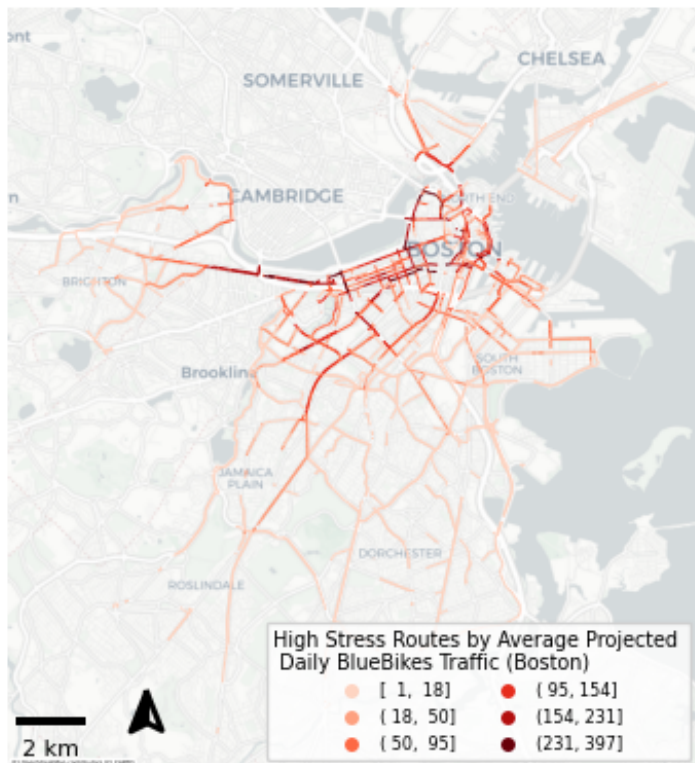 ont
CHELSEA
SOMERVILLE
n
CAMBRIDGE
NORTH END
BOSTON
BRIGHTON
SOUTH
BOSTON
Brooklin
JAMAICA
PLAIN
DORCHESTER
ROSLINDALE
High Stress Routes by Average Projected
Daily BlueBikes Traffic (Boston)
[ 1, 18] ( 95, 154]
( 18, 50] (154, 231]
( 50, 95] (231, 397]
2 km